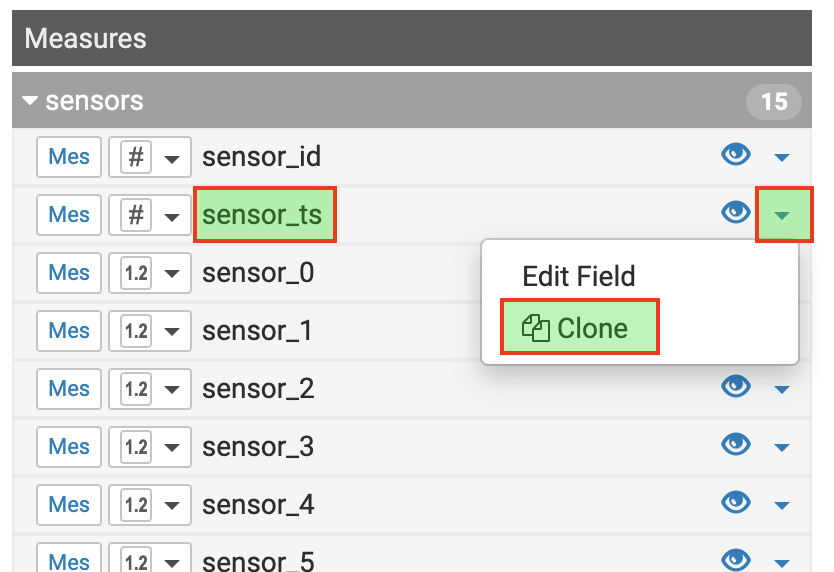 Measures
sensors 15
Mes # sensor_id
Mes # sensor_ts
Mes 1.2 sensor_0
Edit Field
Mes 1.2 sensor_1
Clone
Mes 1.2 sensor_2
Mes 1.2 sensor_3
Mes 1.2 sensor_4
Mes 1.2 sensor_5